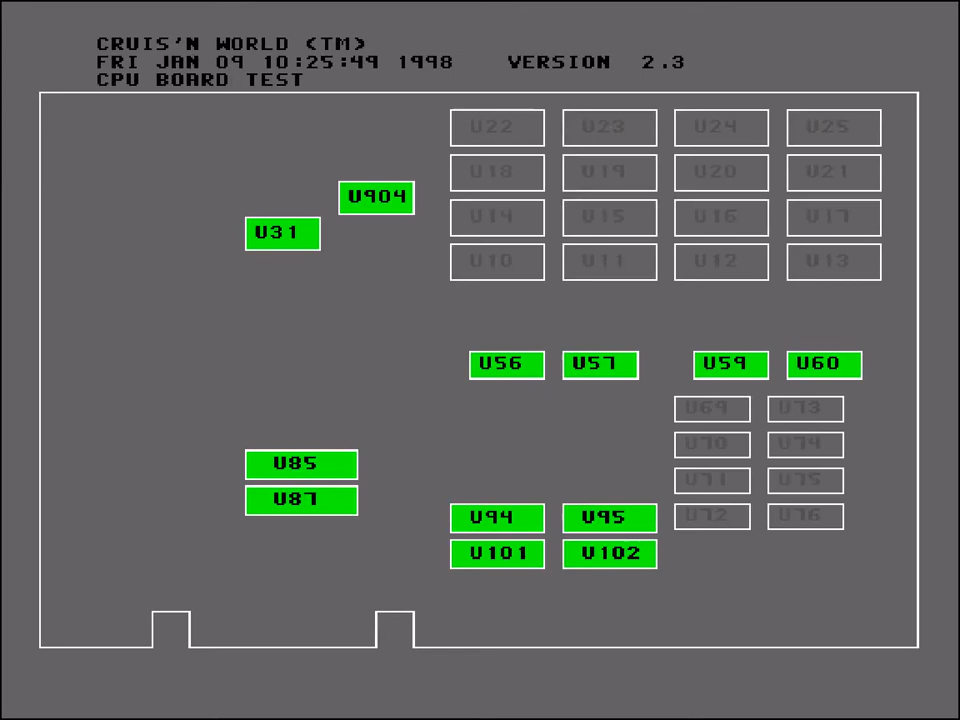 CRUIS'N WORLD (TM)
FRI JAN 09 10:25:49 1998 VERSION 2.3
CPU BOARD TEST
U22 U23 U24 U25
U18 U19 U20 U21
U904
U14 U15 U16 U17
U31
U10 U11 U12 U13
U56 U57 U59 U60
U69 U73
U70 U74
U85
U71 U75
U87
U94 U95 U72 U76
U101 U102